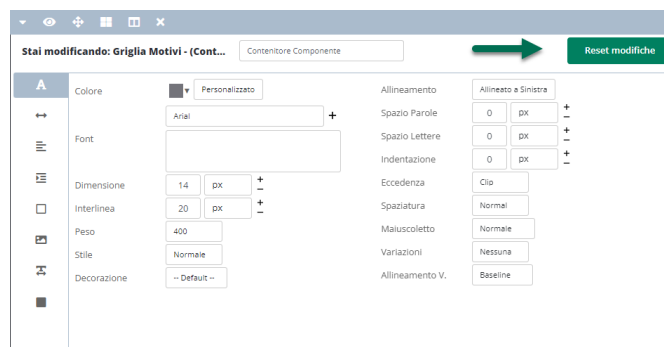 Stai modificando: Griglia Motivi - (Cont...
Contenitore Componente
Reset modifiche
A
Colore
Personalizzato
Allineamento
Allineato a Sinistra
Arial
+
Spazio Parole
0
px
+
−
Font
Spazio Lettere
0
px
+
−
Indentazione
0
px
+
−
Dimensione
14
px
+
−
Eccedenza
Clip
Interlinea
20
px
+
−
Spaziatura
Normal
Peso
400
Maiuscoletto
Normale
Stile
Normale
Variazioni
Nessuna
Decorazione
-- Default --
Allineamento V.
Baseline